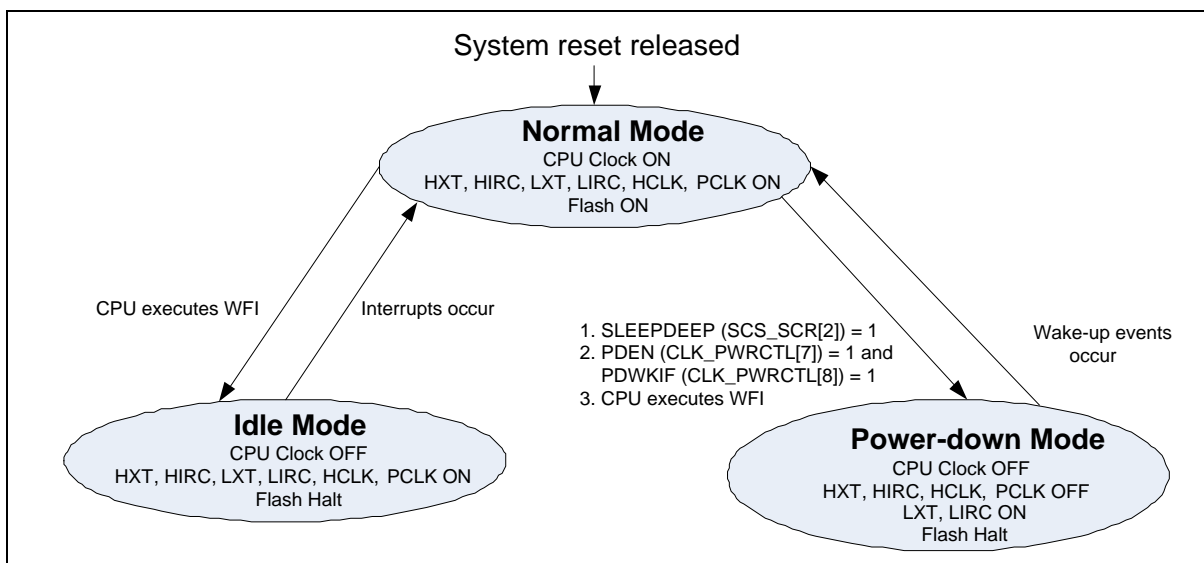 System reset released
Normal Mode
CPU Clock ON
HXT, HIRC, LXT, LIRC, HCLK, PCLK ON
Flash ON
CPU executes WFI
Interrupts occur
1. SLEEPDEEP (SCS_SCR[2]) = 1
2. PDEN (CLK_PWRCTL[7]) = 1 and
PDWKIF (CLK_PWRCTL[8]) = 1
3. CPU executes WFI
Wake-up events
occur
Idle Mode
CPU Clock OFF
HXT, HIRC, LXT, LIRC, HCLK, PCLK ON
Flash Halt
Power-down Mode
CPU Clock OFF
HXT, HIRC, HCLK, PCLK OFF
LXT, LIRC ON
Flash Halt